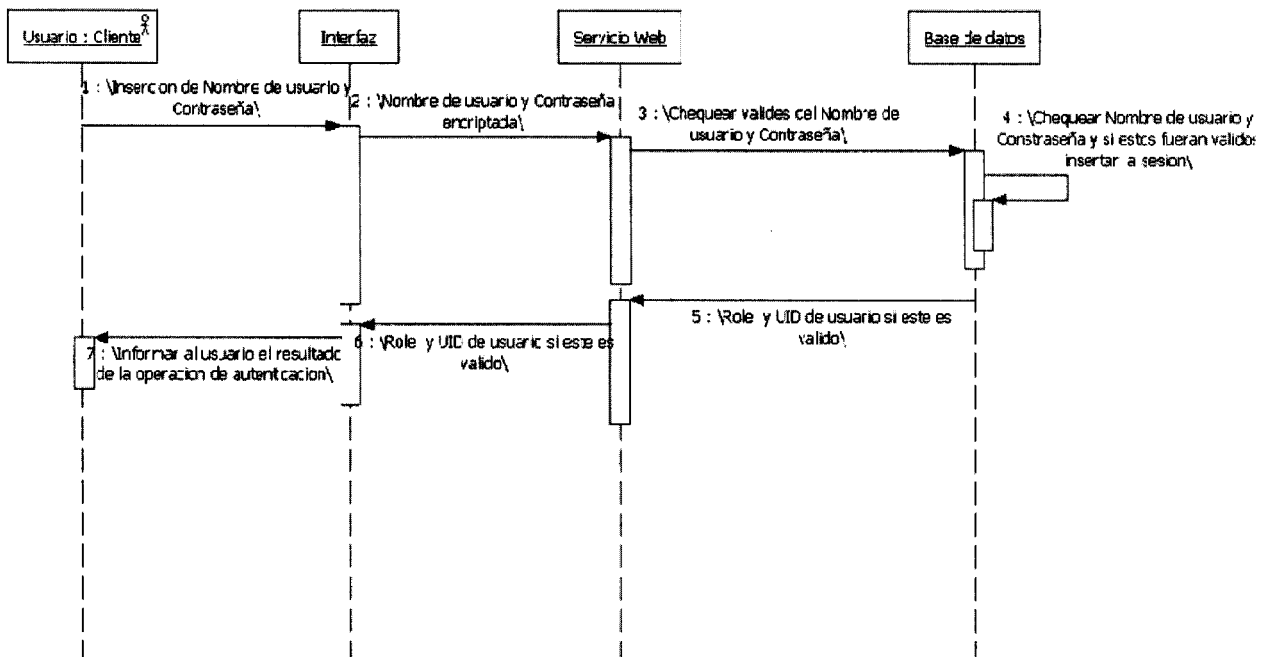 Usuario : Cliente
Interfaz
Servicio Web
Base de datos
1 : \Insercion de Nombre de usuario y
Contraseña\
2 : \Nombre de usuario y Contraseña
encriptada\
3 : \Chequear valides del Nombre de
usuario y Contraseña\
4 : \Chequear Nombre de usuario y
Constraseña y si estos fueran validos
insertar la sesion\
5 : \Role y UID de usuario si este es
valido\
6 : \Role y UID de usuario si este es
valido\
7 : \Informar al usuario el resultado
de la operacion de autenticacion\